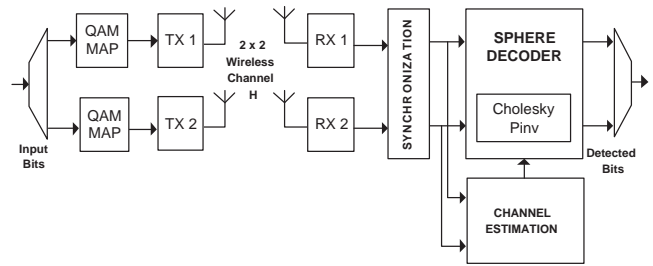 QAM
MAP
TX 1
2 x 2
Wireless
Channel
H
RX 1
SYNCHRONIZATION
SPHERE
DECODER
Cholesky
Pinv
QAM
MAP
TX 2
RX 2
Input
Bits
Detected
Bits
CHANNEL
ESTIMATION